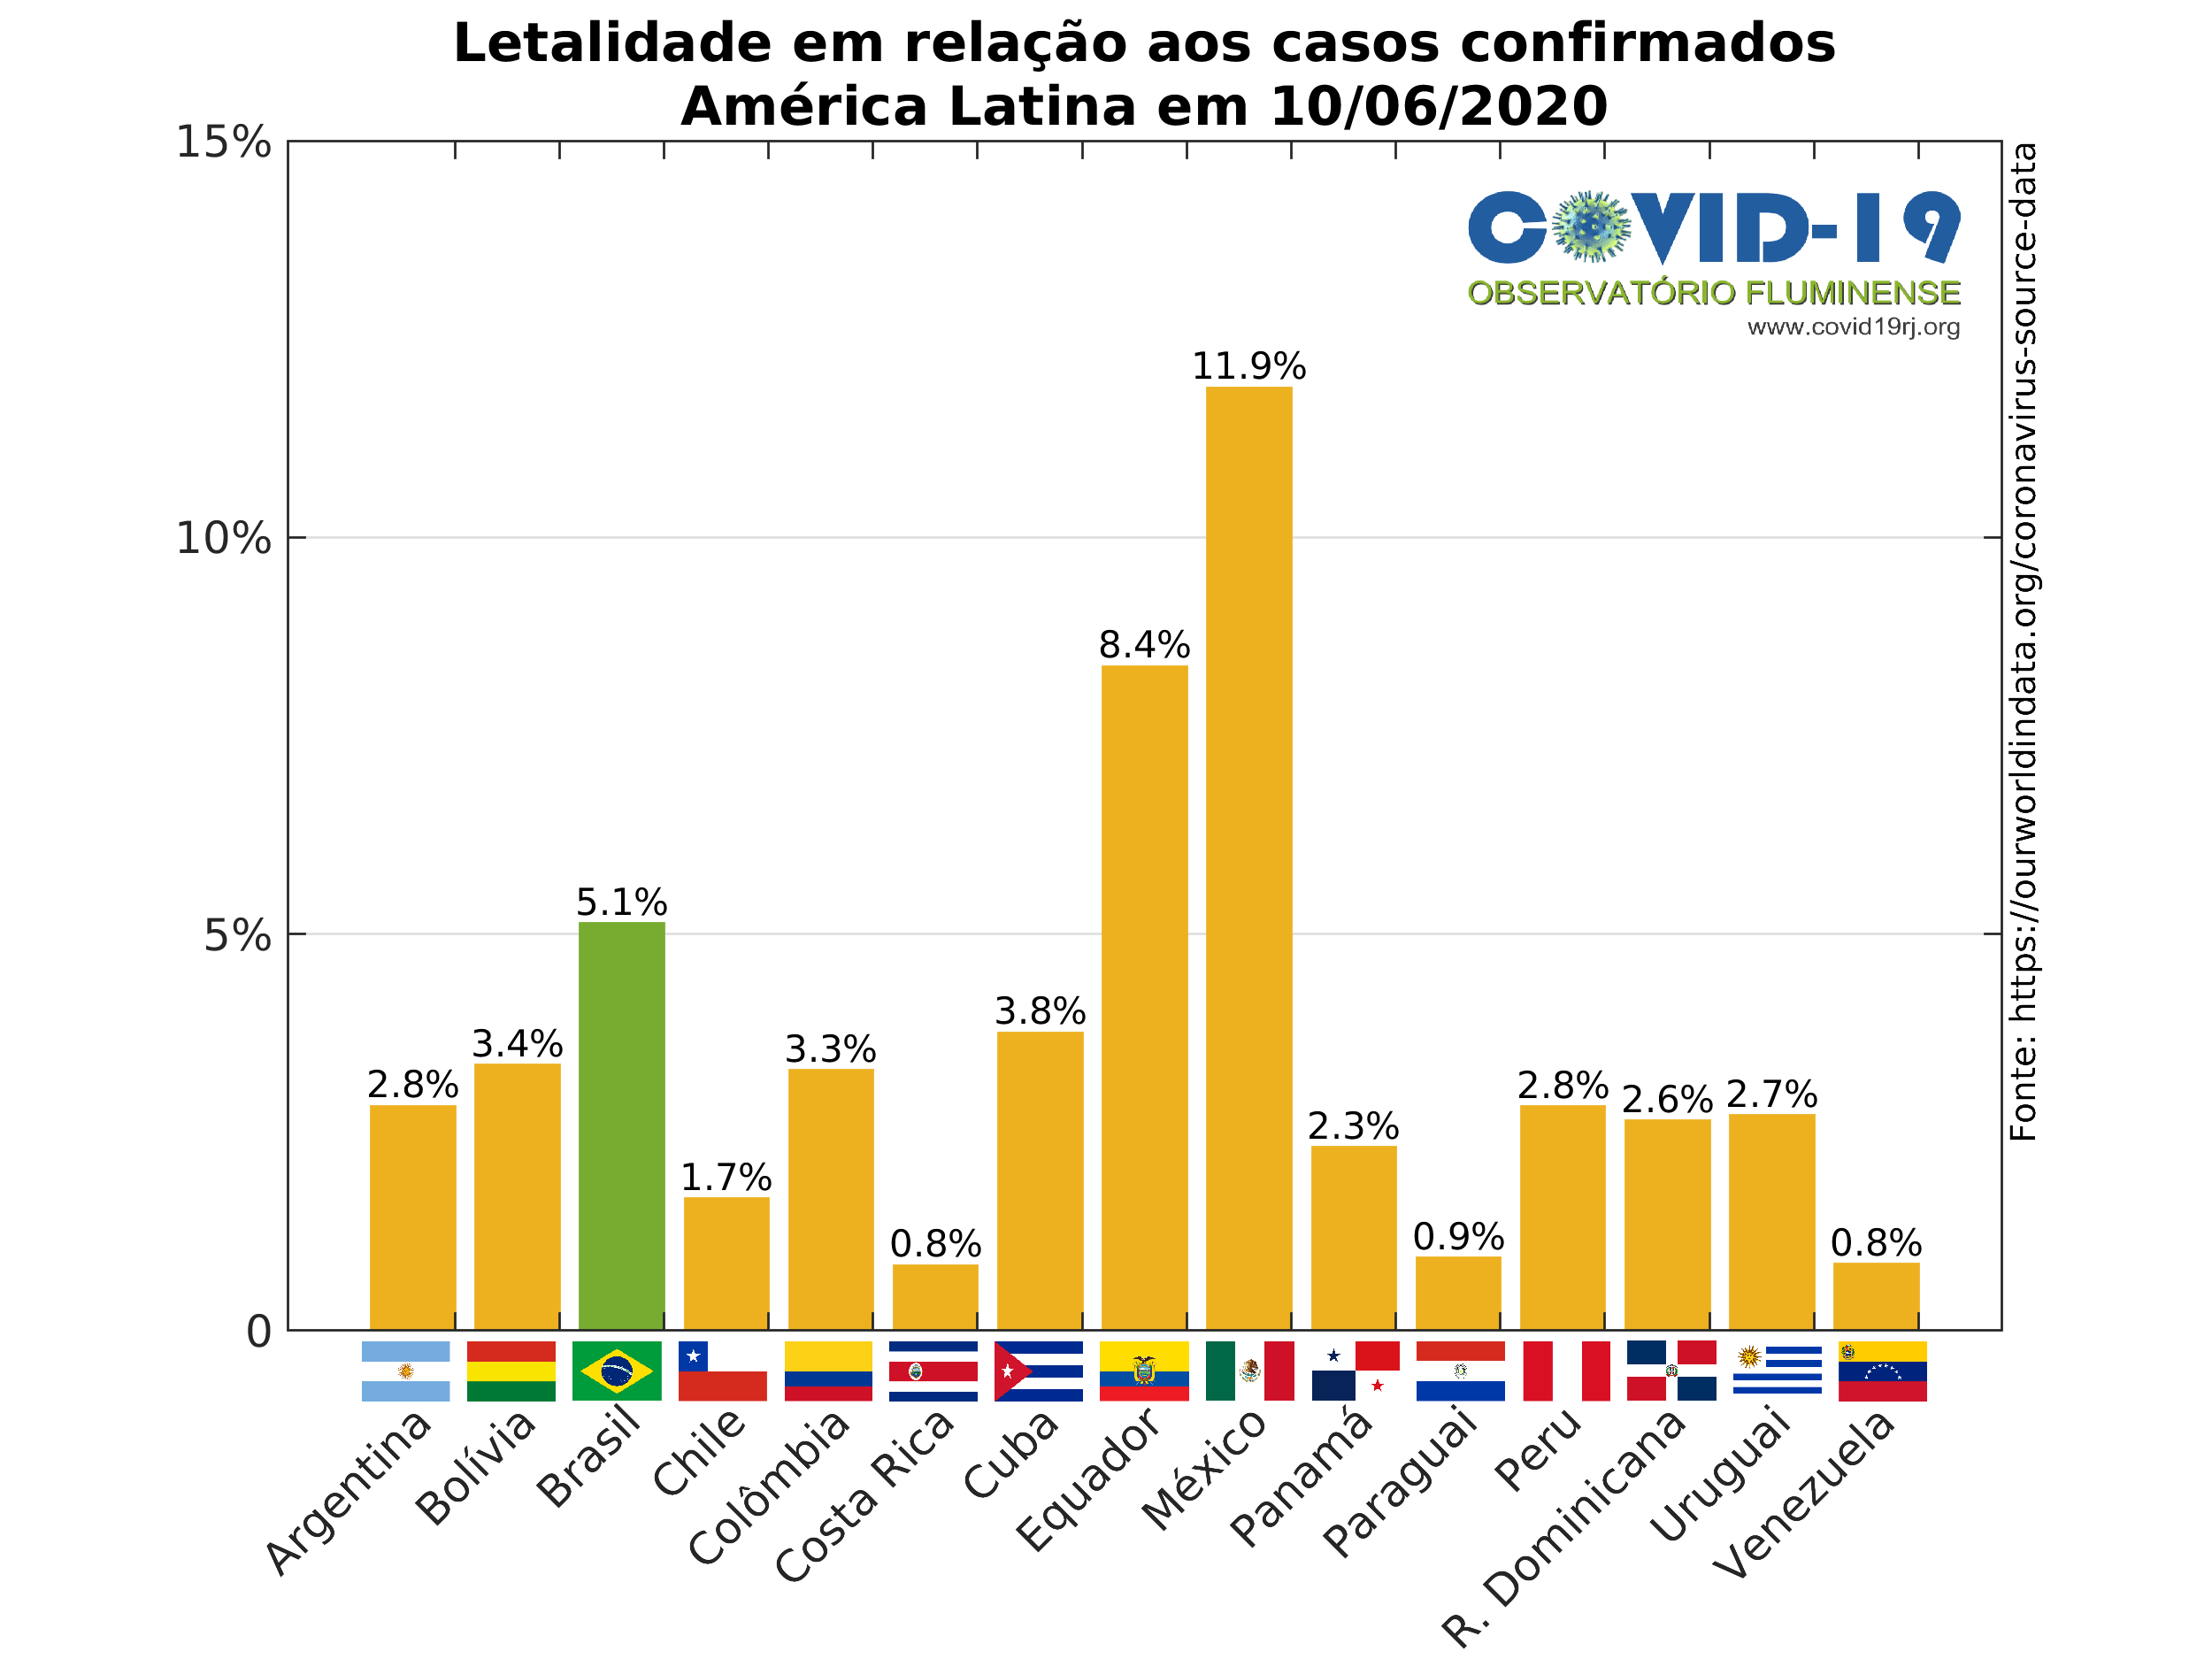 Letalidade em relação aos casos confirmados
América Latina em 10/06/2020
15%
10%
5%
0
COVID-19
OBSERVATÓRIO FLUMINENSE
www.covid19rj.org
Fonte: https://ourworldindata.org/coronavirus-source-data
2.8%
3.4%
5.1%
1.7%
3.3%
0.8%
3.8%
8.4%
11.9%
2.3%
0.9%
2.8%
2.6%
2.7%
0.8%
Argentina
Bolívia
Brasil
Chile
Colômbia
Costa Rica
Cuba
Equador
México
Panamá
Paraguai
Peru
R. Dominicana
Uruguai
Venezuela